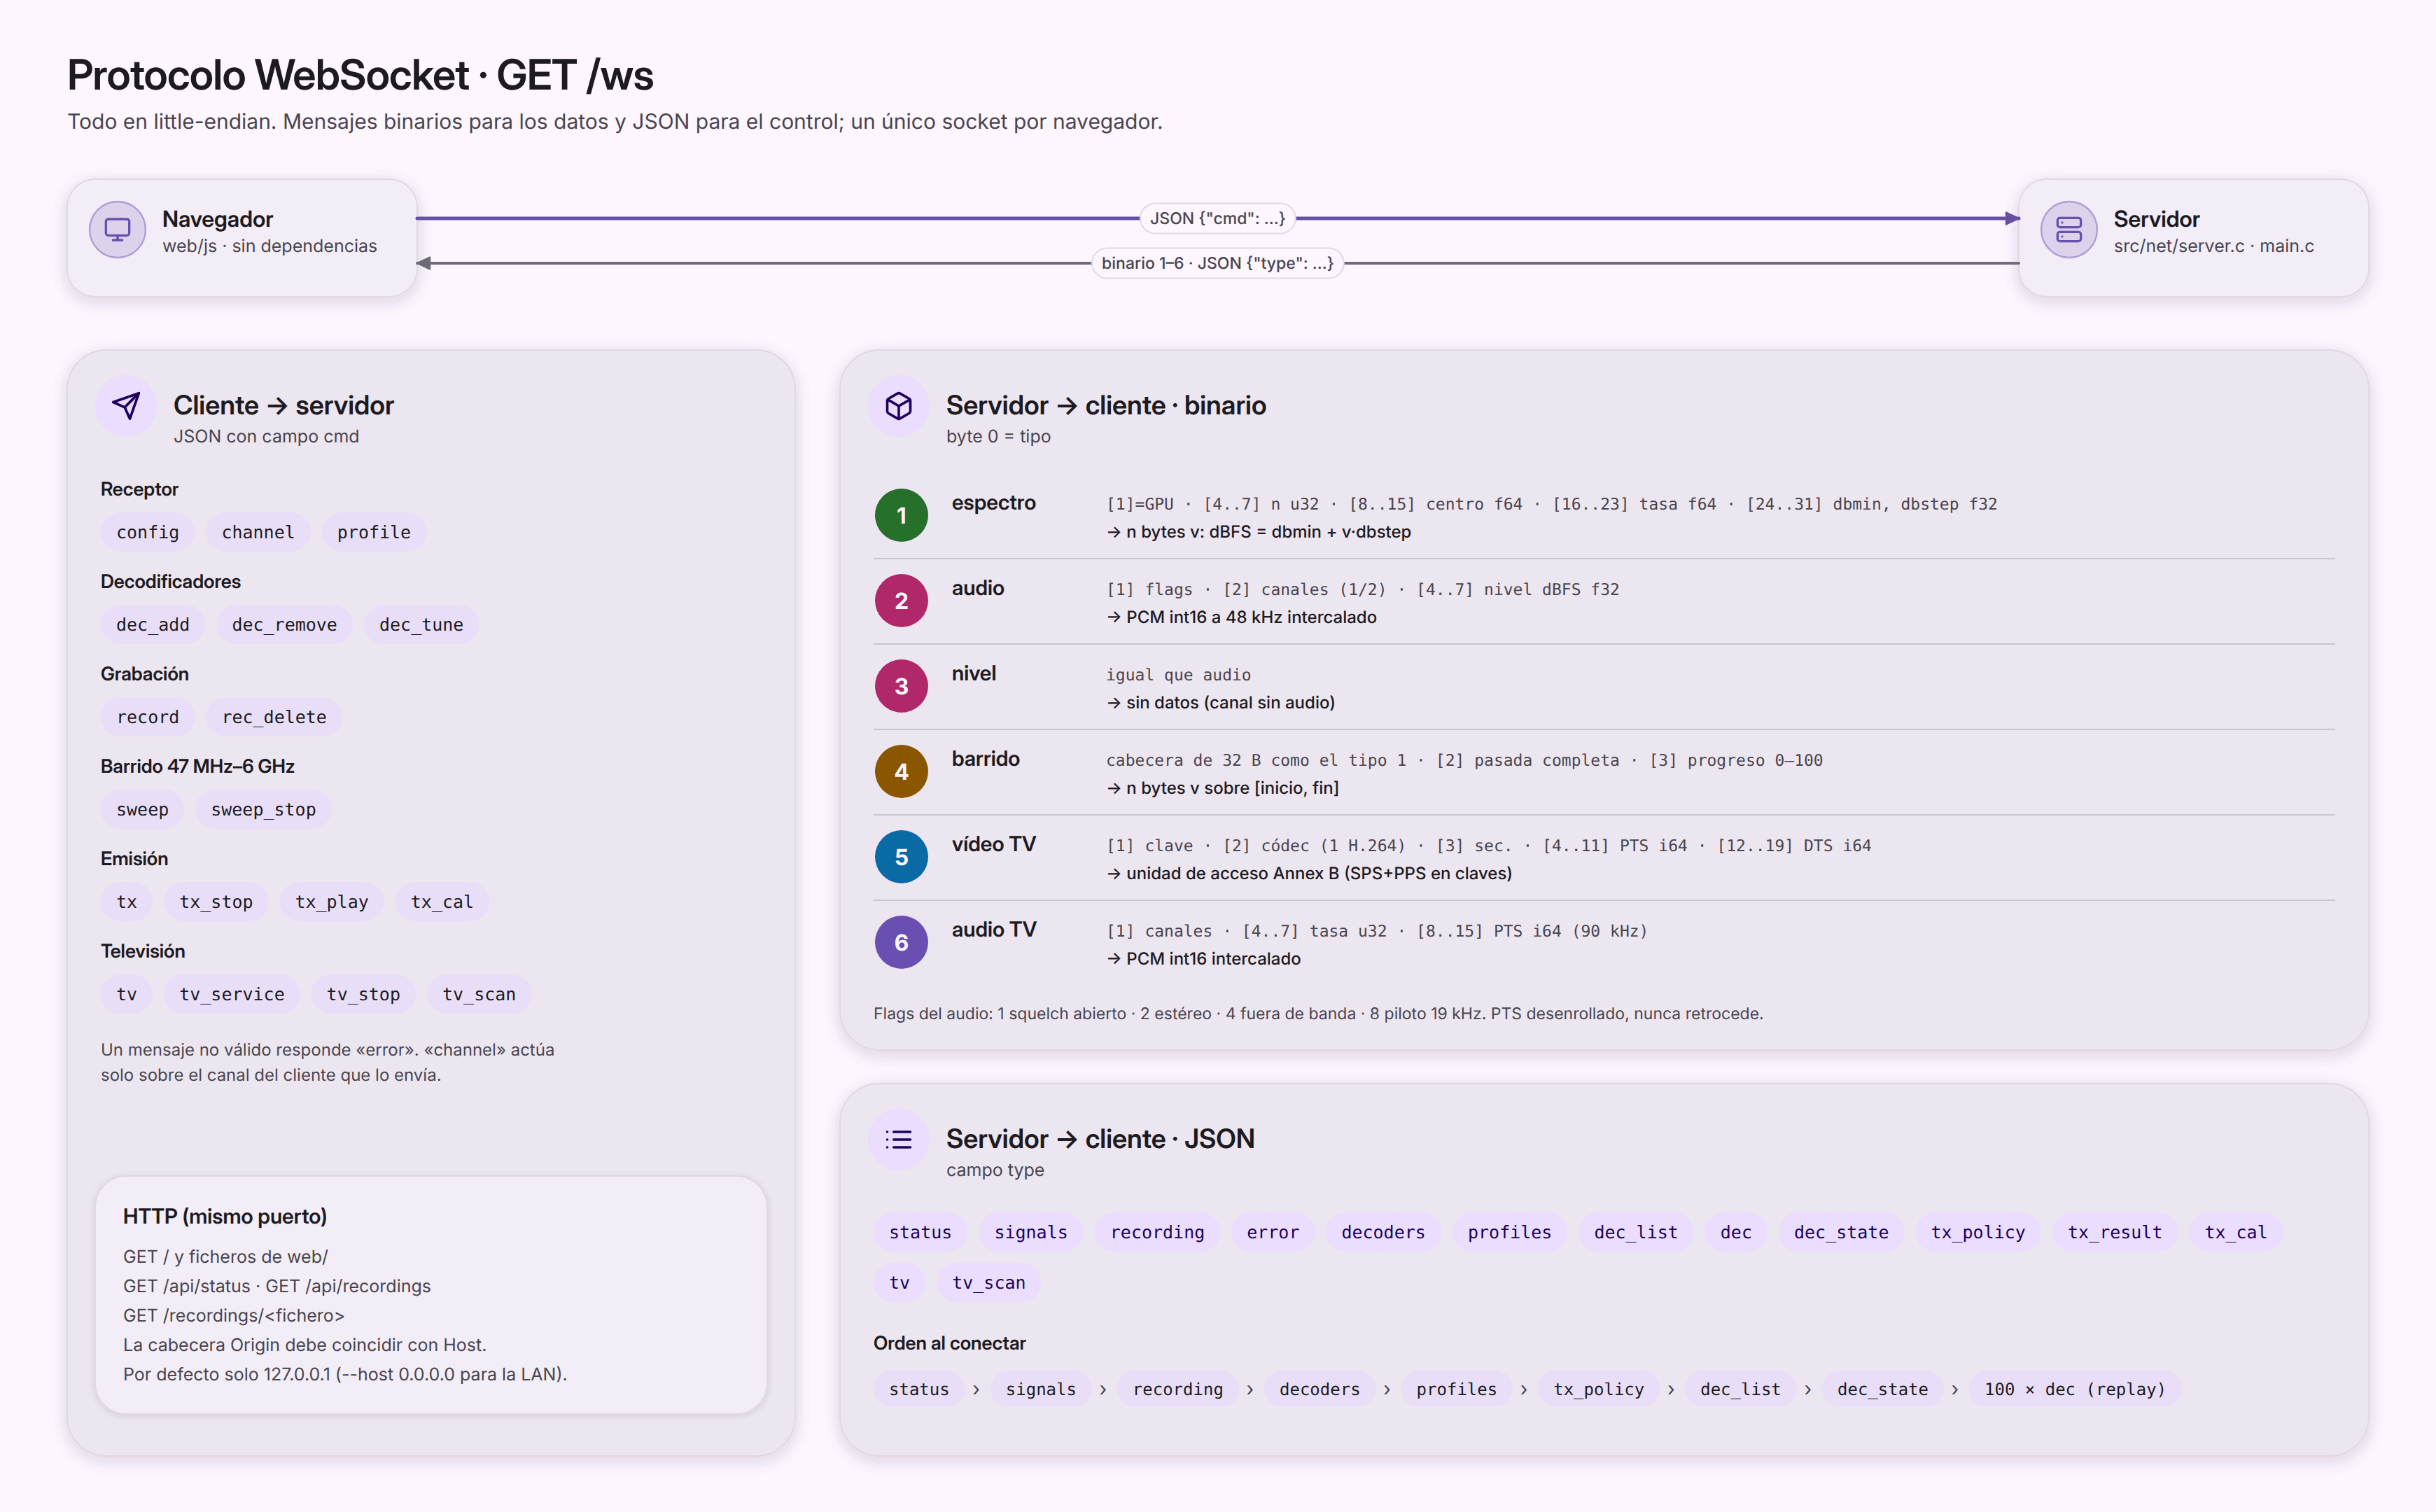 Protocolo WebSocket · GET /ws
Todo en little-endian. Mensajes binarios para los datos y JSON para el control; un único socket por navegador.
Navegador
web/js · sin dependencias
JSON {"cmd": ...}
binario 1–6 · JSON {"type": ...}
Servidor
src/net/server.c · main.c
Cliente → servidor
JSON con campo cmd
Receptor
config channel profile
Decodificadores
dec_add dec_remove dec_tune
Grabación
record rec_delete
Barrido 47 MHz–6 GHz
sweep sweep_stop
Emisión
tx tx_stop tx_play tx_cal
Televisión
tv tv_service tv_stop tv_scan
Un mensaje no válido responde «error». «channel» actúa
solo sobre el canal del cliente que lo envía.
HTTP (mismo puerto)
GET / y ficheros de web/
GET /api/status · GET /api/recordings
GET /recordings/<fichero>
La cabecera Origin debe coincidir con Host.
Por defecto solo 127.0.0.1 (--host 0.0.0.0 para la LAN).
Servidor → cliente · binario
byte 0 = tipo
1 espectro [1]=GPU · [4..7] n u32 · [8..15] centro f64 · [16..23] tasa f64 · [24..31] dbmin, dbstep f32
→ n bytes v: dBFS = dbmin + v·dbstep
2 audio [1] flags · [2] canales (1/2) · [4..7] nivel dBFS f32
→ PCM int16 a 48 kHz intercalado
3 nivel igual que audio
→ sin datos (canal sin audio)
4 barrido cabecera de 32 B como el tipo 1 · [2] pasada completa · [3] progreso 0–100
→ n bytes v sobre [inicio, fin]
5 vídeo TV [1] clave · [2] códec (1 H.264) · [3] sec. · [4..11] PTS i64 · [12..19] DTS i64
→ unidad de acceso Annex B (SPS+PPS en claves)
6 audio TV [1] canales · [4..7] tasa u32 · [8..15] PTS i64 (90 kHz)
→ PCM int16 intercalado
Flags del audio: 1 squelch abierto · 2 estéreo · 4 fuera de banda · 8 piloto 19 kHz. PTS desenrollado, nunca retrocede.
Servidor → cliente · JSON
campo type
status signals recording error decoders profiles dec_list dec dec_state tx_policy tx_result tx_cal
tv tv_scan
Orden al conectar
status › signals › recording › decoders › profiles › tx_policy › dec_list › dec_state › 100 × dec (replay)